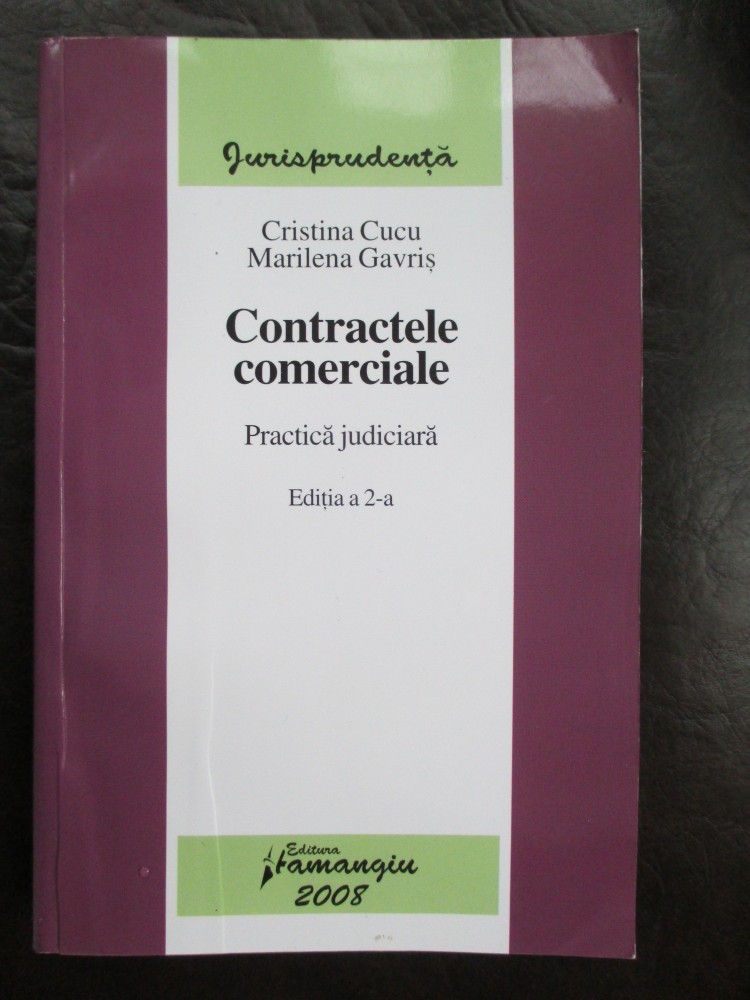 Jurisprudență
Cristina Cucu
Marilena Gavriș
Contractele
comerciale
Practică judiciară
Ediția a 2-a
Editura
Hamangiu
2008